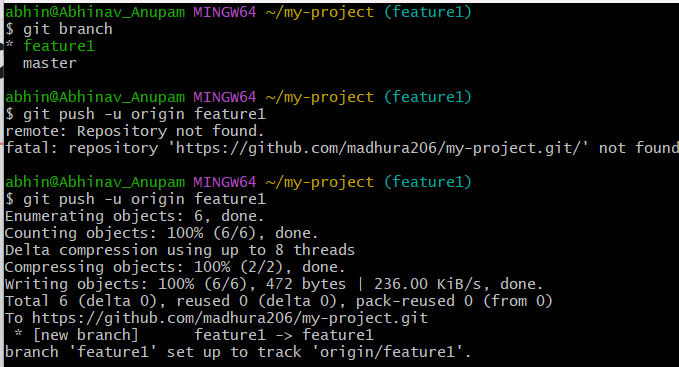 abhin@Abhinav_Anupam MINGW64 ~/my-project (feature1)
$ git branch
* feature1
  master
abhin@Abhinav_Anupam MINGW64 ~/my-project (feature1)
$ git push -u origin feature1
remote: Repository not found.
fatal: repository 'https://github.com/madhura206/my-project.git/' not found
abhin@Abhinav_Anupam MINGW64 ~/my-project (feature1)
$ git push -u origin feature1
Enumerating objects: 6, done.
Counting objects: 100% (6/6), done.
Delta compression using up to 8 threads
Compressing objects: 100% (2/2), done.
Writing objects: 100% (6/6), 472 bytes | 236.00 KiB/s, done.
Total 6 (delta 0), reused 0 (delta 0), pack-reused 0 (from 0)
To https://github.com/madhura206/my-project.git
 * [new branch]      feature1 -> feature1
branch 'feature1' set up to track 'origin/feature1'.